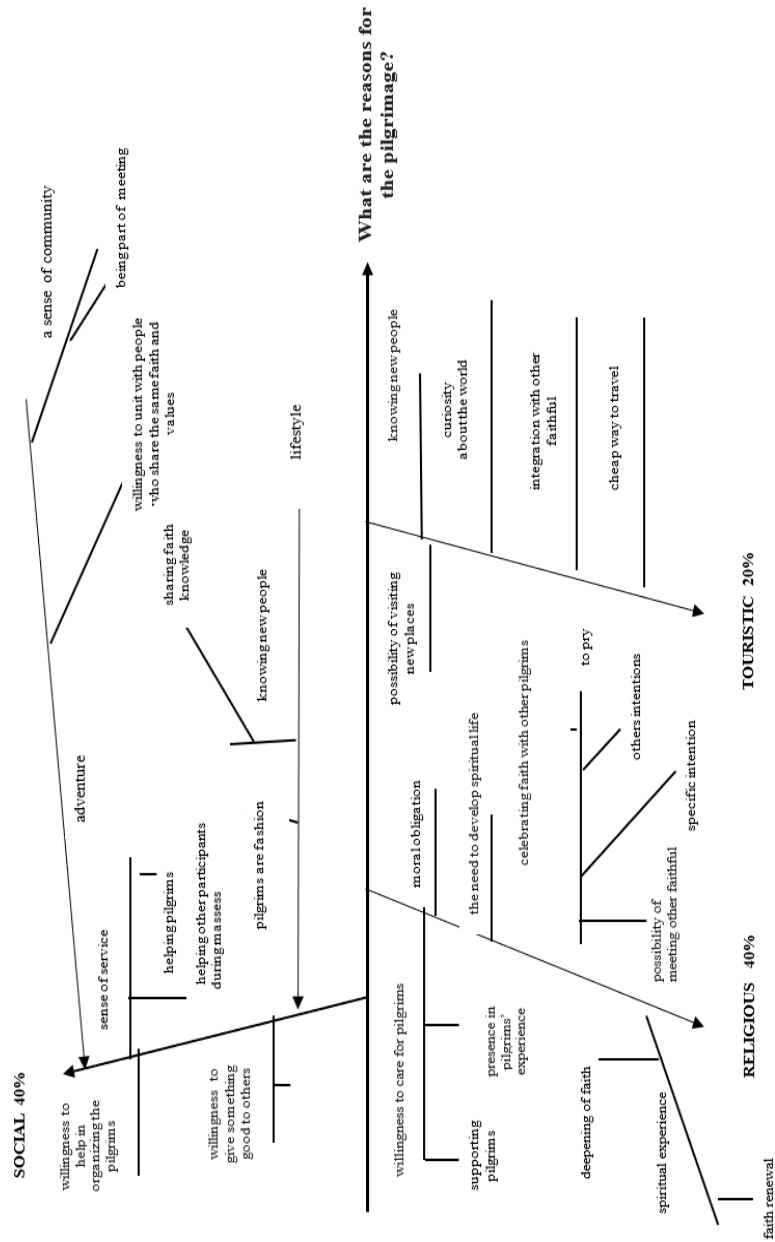 SOCIAL 40%
willingness to
help in
organizing the
pilgrims
sense of service
adventure
a sense of community
being part of meeting
helping pilgrims
helping other participants
during massess
willingness to unit with people
who share the same faith and
values
sharing faith
knowledge
willingness to
give something
good to others
pilgrims are fashion
knowing new people
lifestyle
What are the reasons for
the pilgrimage?
willingness to care for pilgrims
moral obligation
possibility of visiting
new places
knowing new people
supporting
pilgrims
presence in
pilgrims'
experience
the need to develop spiritual life
curiosity
about the world
celebrating faith with other pilgrims
integration with other
faithful
deepening of faith
to pry
cheap way to travel
spiritual experience
possibility of
meeting other faithful
others intentions
specific intention
faith renewal
RELIGIOUS 40%
TOURISTIC 20%